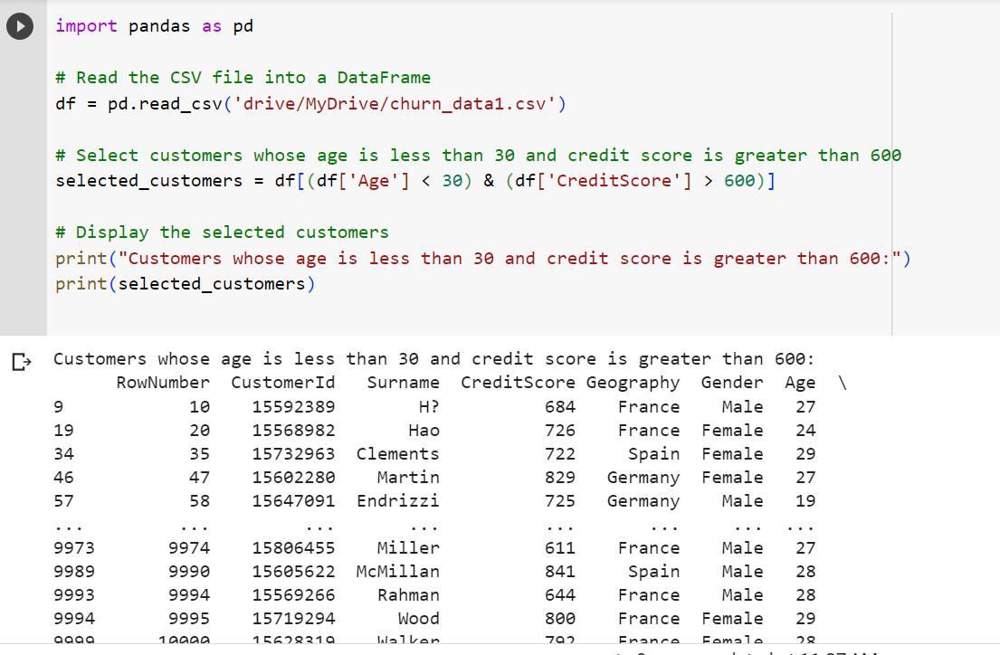 import pandas as pd
# Read the CSV file into a DataFrame
df = pd.read_csv('drive/MyDrive/churn_data1.csv')
# Select customers whose age is less than 30 and credit score is greater than 600
selected_customers = df[(df['Age'] < 30) & (df['CreditScore'] > 600)]
# Display the selected customers
print("Customers whose age is less than 30 and credit score is greater than 600:")
print(selected_customers)
Customers whose age is less than 30 and credit score is greater than 600:
RowNumber CustomerId Surname CreditScore Geography Gender Age \
9 10 15592389 H? 684 France Male 27
19 20 15568982 Hao 726 France Female 24
34 35 15732963 Clements 722 Spain Female 29
46 47 15602280 Martin 829 Germany Female 27
57 58 15647091 Endrizzi 725 Germany Male 19
... ... ... ... ... ... ... ...
9973 9974 15806455 Miller 611 France Male 27
9989 9990 15605622 McMillan 841 Spain Male 28
9993 9994 15569266 Rahman 644 France Male 28
9994 9995 15719294 Wood 800 France Female 29
9999 10000 15628319 Walker 792 France Female 28